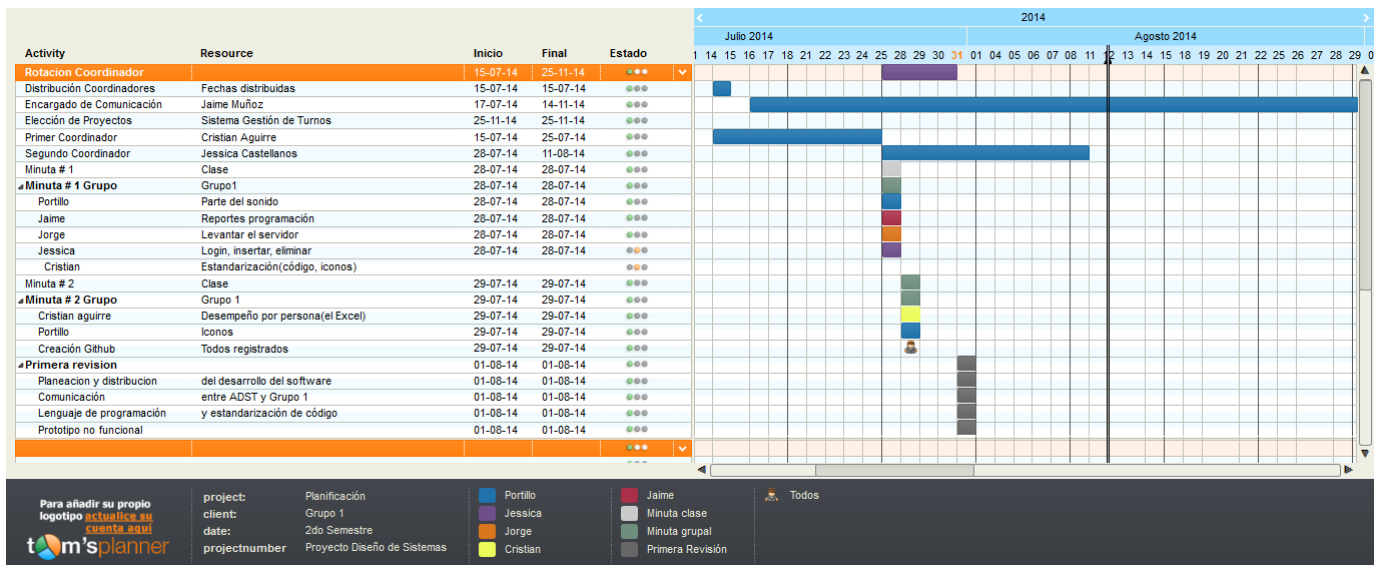 2014
Julio 2014 Agosto 2014
Activity Resource Inicio Final Estado
1 14 15 16 17 18 21 22 23 24 25 28 29 30 31 01 04 05 06 07 08 11 12 13 14 15 18 19 20 21 22 25 26 27 28 29 0
Rotacion Coordinador 15-07-14 25-11-14
Distribución Coordinadores Fechas distribuidas 15-07-14 15-07-14
Encargado de Comunicación Jaime Muñoz 17-07-14 14-11-14
Elección de Proyectos Sistema Gestión de Turnos 25-11-14 25-11-14
Primer Coordinador Cristian Aguirre 15-07-14 25-07-14
Segundo Coordinador Jessica Castellanos 28-07-14 11-08-14
Minuta # 1 Clase 28-07-14 28-07-14
Minuta # 1 Grupo Grupo1 28-07-14 28-07-14
Portillo Parte del sonido 28-07-14 28-07-14
Jaime Reportes programación 28-07-14 28-07-14
Jorge Levantar el servidor 28-07-14 28-07-14
Jessica Login, insertar, eliminar 28-07-14 28-07-14
Cristian Estandarización(código, iconos)
Minuta # 2 Clase 29-07-14 29-07-14
Minuta # 2 Grupo Grupo 1 29-07-14 29-07-14
Cristian aguirre Desempeño por persona(el Excel) 29-07-14 29-07-14
Portillo Iconos 29-07-14 29-07-14
Creación Github Todos registrados 29-07-14 29-07-14
Primera revision 01-08-14 01-08-14
Planeacion y distribucion del desarrollo del software 01-08-14 01-08-14
Comunicación entre ADST y Grupo 1 01-08-14 01-08-14
Lenguaje de programación y estandarización de código 01-08-14 01-08-14
Prototipo no funcional 01-08-14 01-08-14
Para añadir su propio
logotipo actualice su
cuenta aquí
tom'splanner
project: Planificación
client: Grupo 1
date: 2do Semestre
projectnumber Proyecto Diseño de Sistemas
Portillo
Jessica
Jorge
Cristian
Jaime
Minuta clase
Minuta grupal
Primera Revisión
Todos